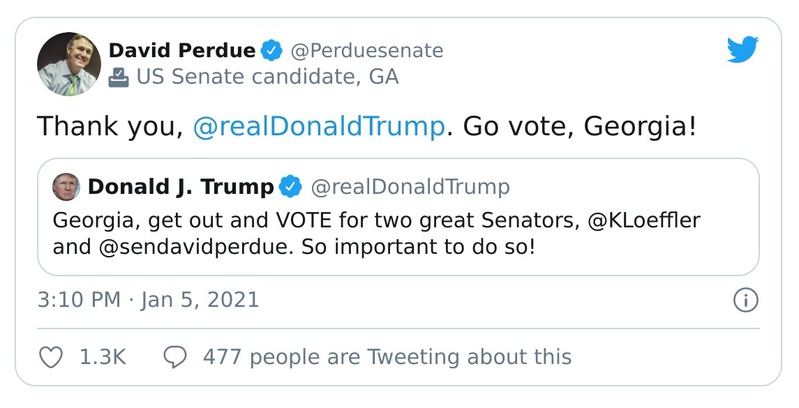 David Perdue @Perduesenate
US Senate candidate, GA
Thank you, @realDonaldTrump. Go vote, Georgia!
Donald J. Trump @realDonaldTrump
Georgia, get out and VOTE for two great Senators, @KLoeffler
and @sendavidperdue. So important to do so!
3:10 PM · Jan 5, 2021
1.3K 477 people are Tweeting about this